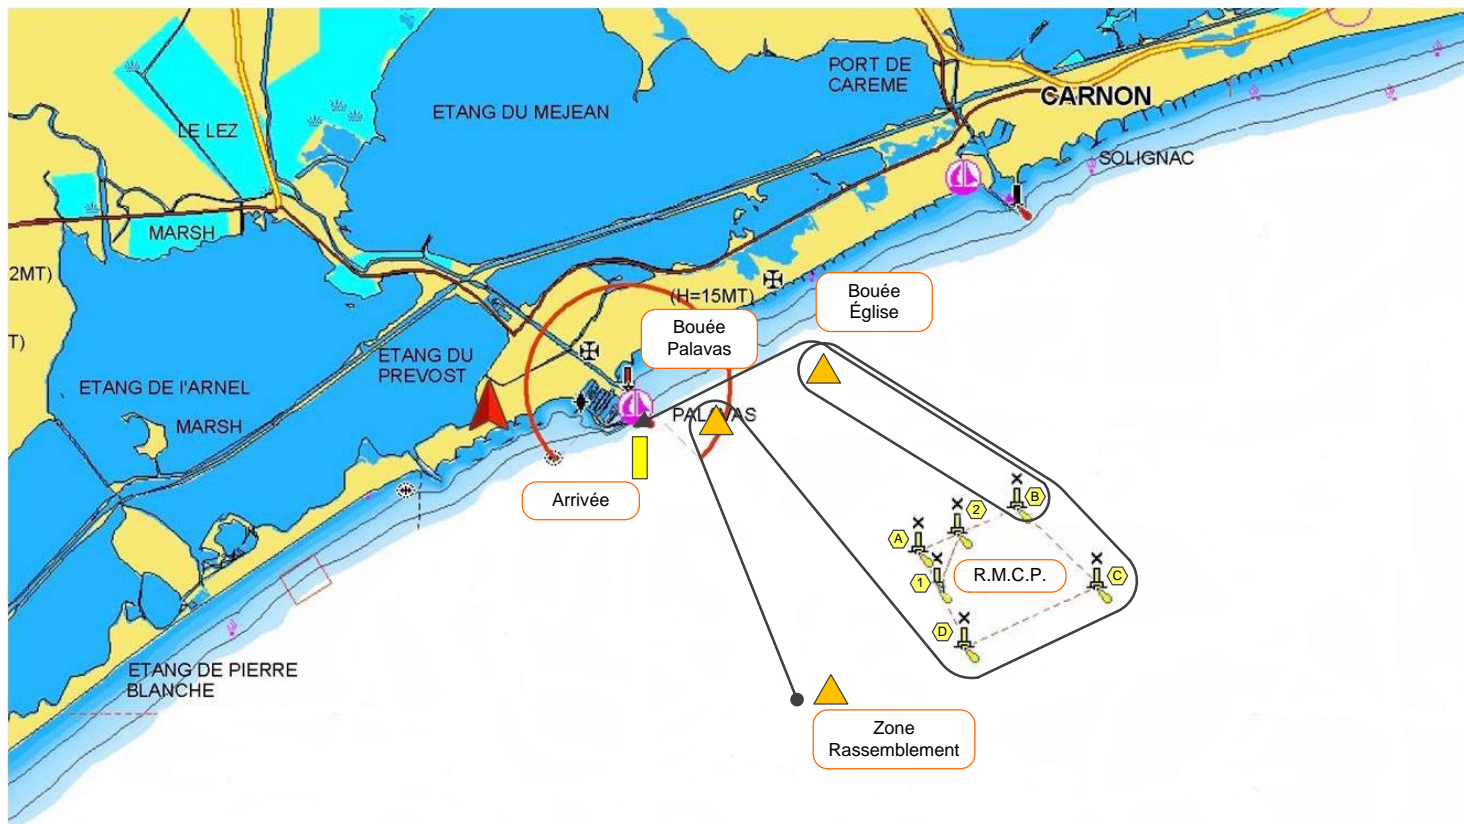 PORT DE
CAREME
CARNON
ETANG DU MEJEAN
LE LEZ
SOLIGNAC
MARSH
2MT)
(H=15MT)
Bouée
Église
Bouée
Palavas
T)
ETANG DU
PREVOST
ETANG DE l'ARNEL
MARSH
PALAVAS
Arrivée
B
2
A
R.M.C.P.
C
1
D
ETANG DE PIERRE
BLANCHE
Zone
Rassemblement